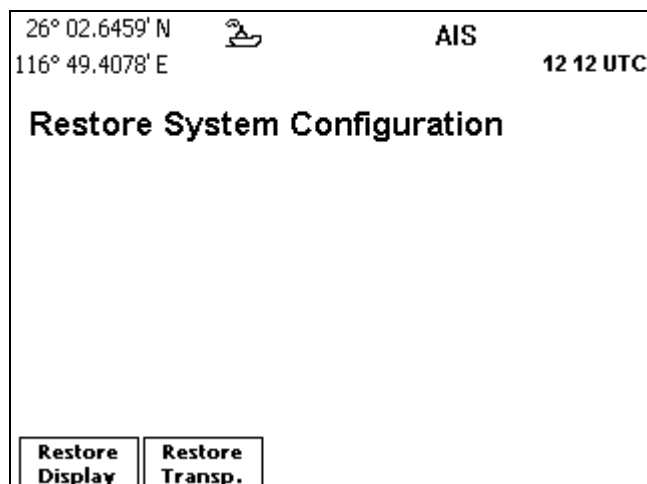 26° 02.6459' N
AIS
116° 49.4078' E
12 12 UTC
Restore System Configuration
Restore Display
Restore Transp.